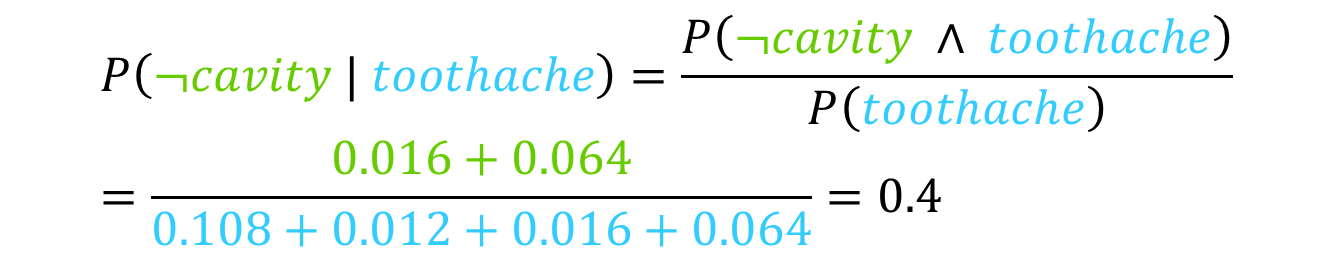 P(¬cavity | toothache) = P(¬cavity ∧ toothache) / P(toothache)
= 0.016 + 0.064 / 0.108 + 0.012 + 0.016 + 0.064 = 0.4